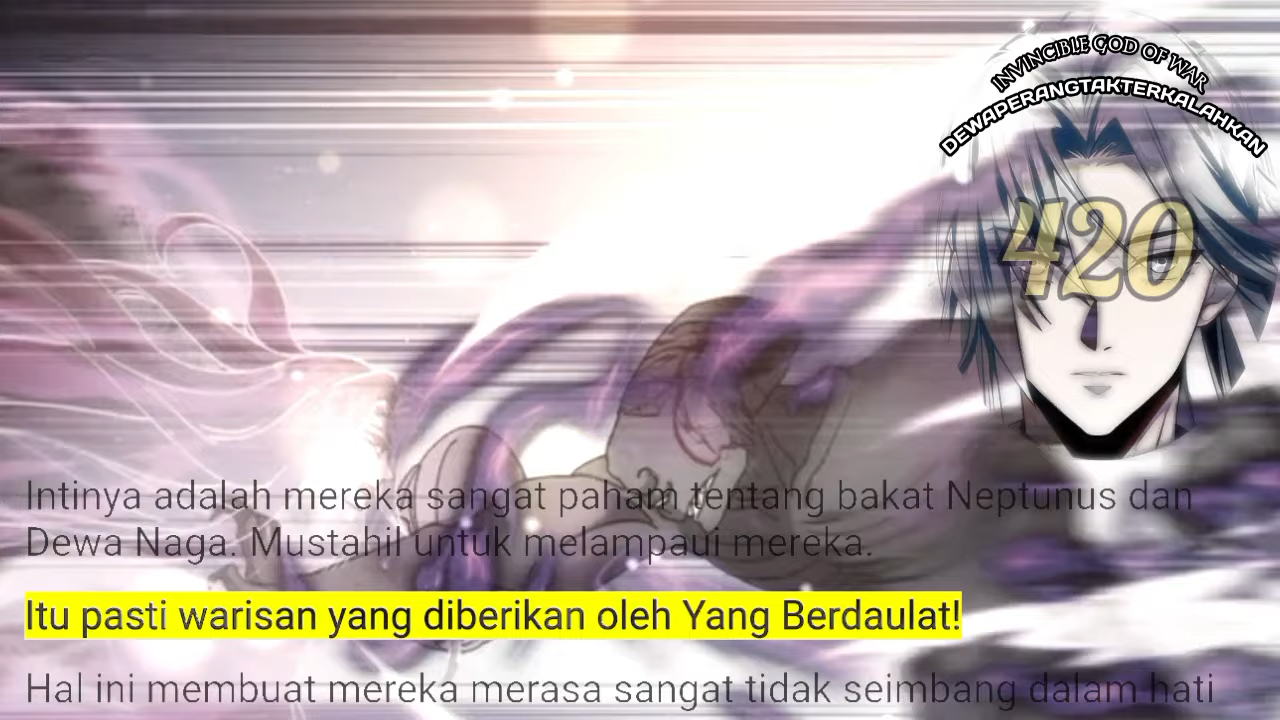 INVINCIBLE GOD OF WAR
DEWAPERANGTAKTERKALAHKAN
420
Intinya adalah mereka sangat paham tentang bakat Neptunus dan
Dewa Naga. Mustahil untuk melampaui mereka.
Itu pasti warisan yang diberikan oleh Yang Berdaulat!
Hal ini membuat mereka merasa sangat tidak seimbang dalam hati